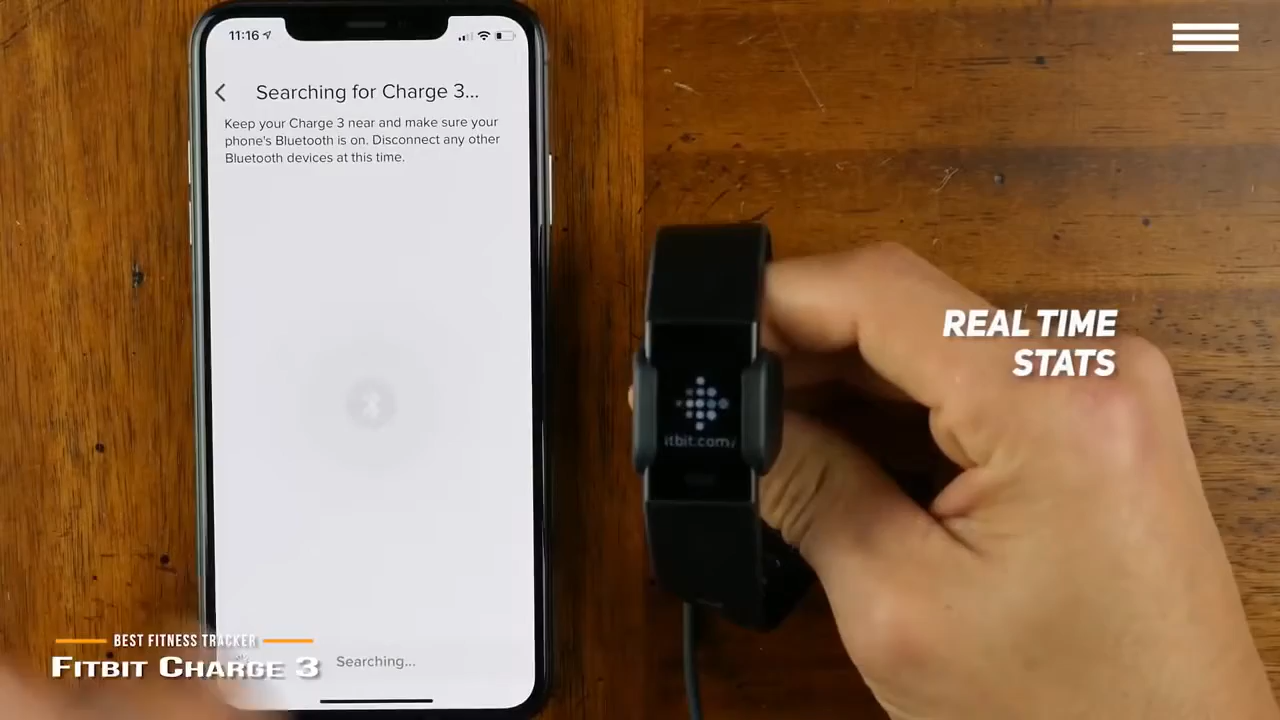 11:16
Searching for Charge 3...
Keep your Charge 3 near and make sure your
phone's Bluetooth is on. Disconnect any other
Bluetooth devices at this time.
REAL TIME
STATS
itbit.com/
BEST FITNESS TRACKER
FITBIT CHARGE 3
Searching...